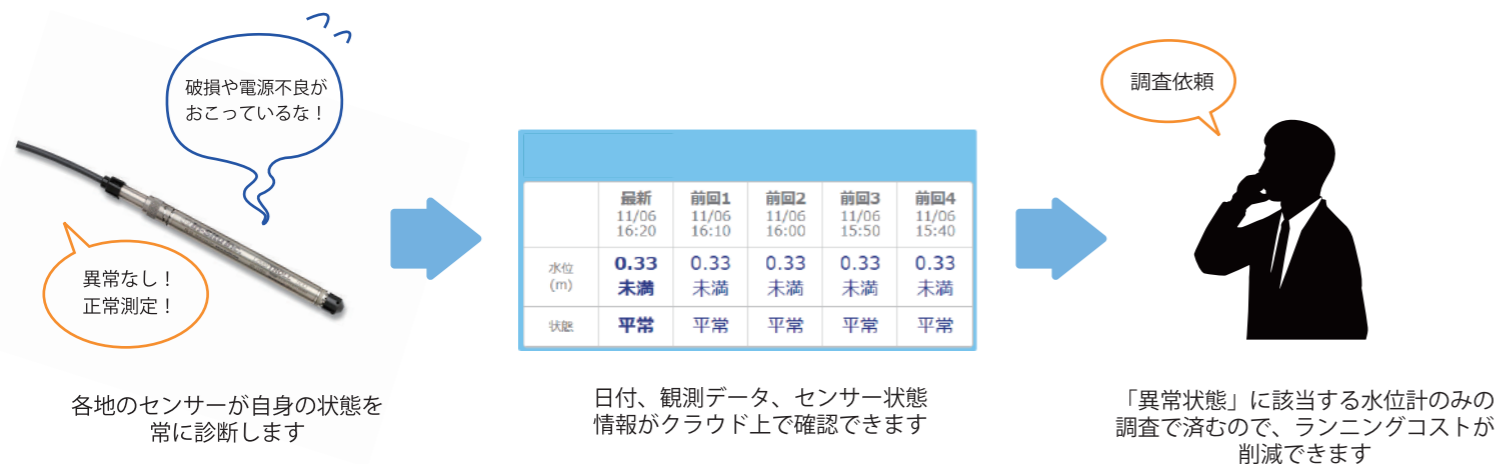 破損や電源不良が
おこっているな！
異常なし！
正常測定！
各地のセンサーが自身の状態を
常に診断します
最新 前回1 前回2 前回3 前回4
11/06 11/06 11/06 11/06 11/06
16:20 16:10 16:00 15:50 15:40
水位 0.33 0.33 0.33 0.33 0.33
(m) 未満 未満 未満 未満 未満
状態 平常 平常 平常 平常 平常
日付、観測データ、センサー状態
情報がクラウド上で確認できます
調査依頼
「異常状態」に該当する水位計のみの
調査で済むので、ランニングコストが
削減できます